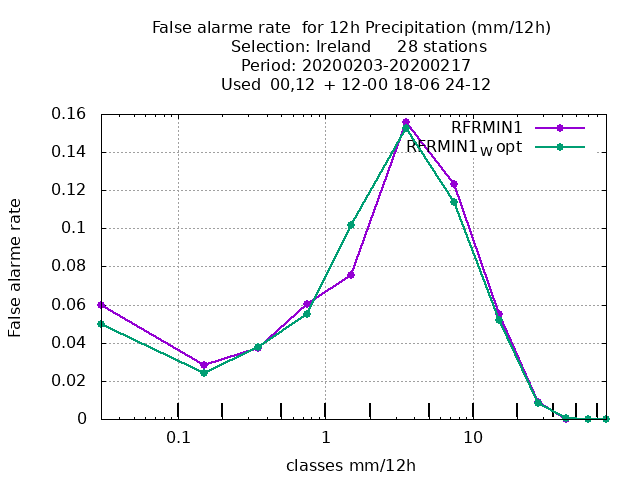 False alarme rate  for 12h Precipitation (mm/12h)
Selection: Ireland     28 stations
Period: 20200203-20200217
Used  00,12  + 12-00 18-06 24-12
RFRMIN1
RFRMIN1W opt
False alarme rate
0.16
0.14
0.12
0.1
0.08
0.06
0.04
0.02
0
0.1
1
10
classes mm/12h